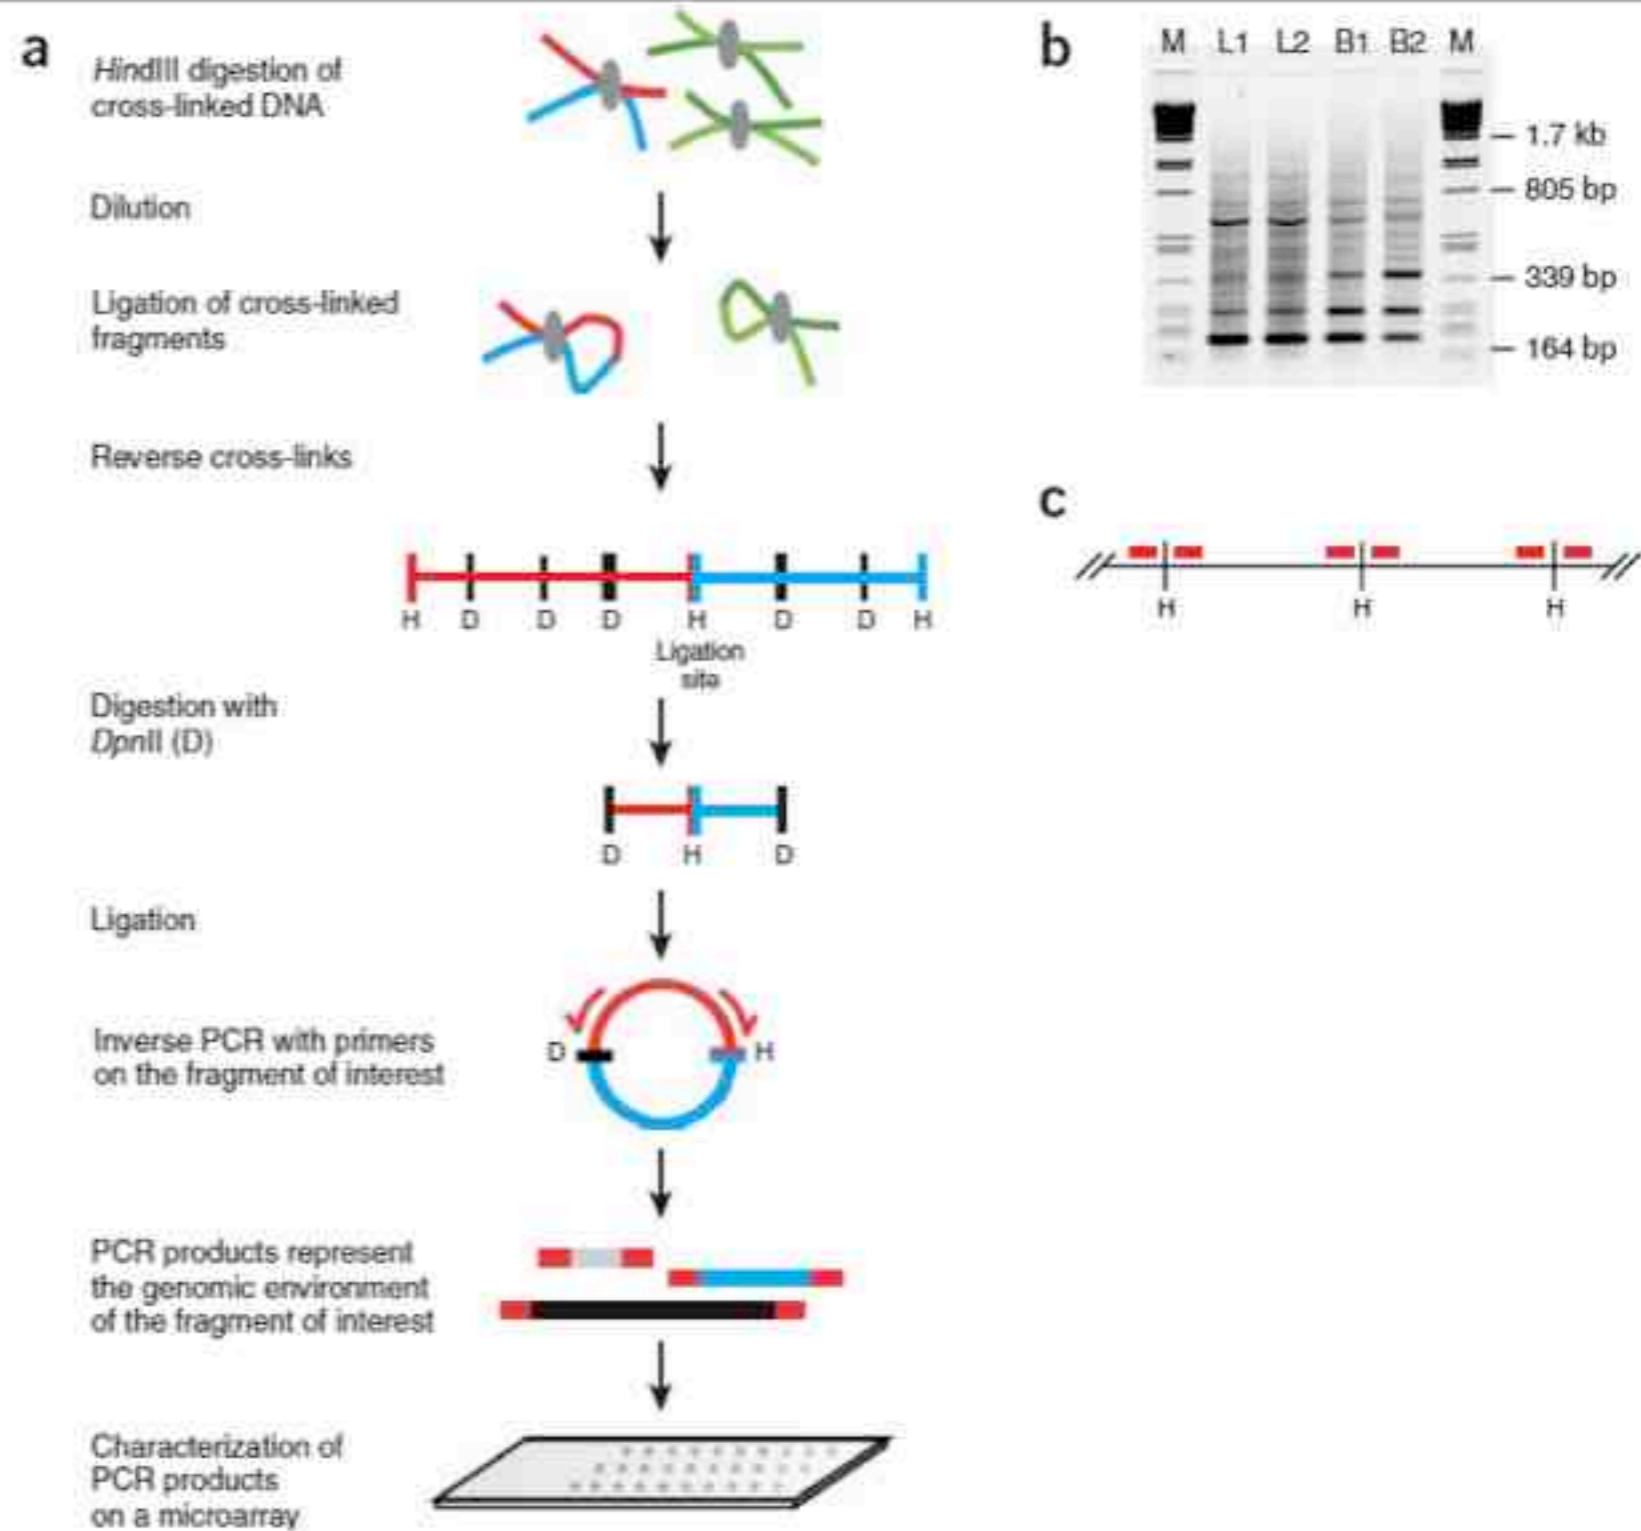 a
HindIII digestion of
cross-linked DNA
Dilution
Ligation of cross-linked
fragments
Reverse cross-links
H D D D H D D H
Ligation
site
Digestion with
DpnII (D)
D H D
Ligation
Inverse PCR with primers
on the fragment of interest
D H
PCR products represent
the genomic environment
of the fragment of interest
Characterization of
PCR products
on a microarray
b
M L1 L2 B1 B2 M
1.7 kb
805 bp
339 bp
164 bp
c
H H H